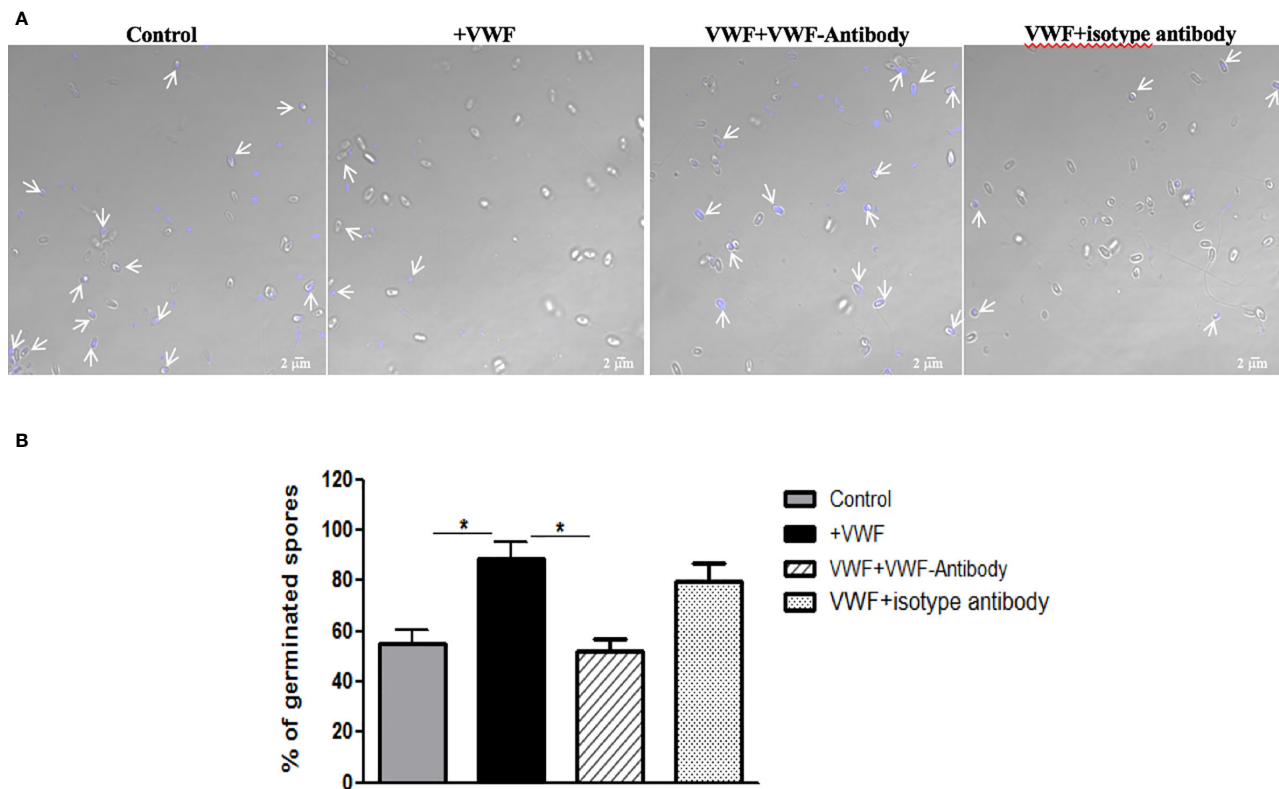 A
Control
+VWF
VWF+VWF-Antibody
VWF+isotype antibody
2 μm
2 μm
2 μm
2 μm
B
% of germinated spores
120
100
80
60
40
20
0
*
*
Control
+VWF
VWF+VWF-Antibody
VWF+isotype antibody